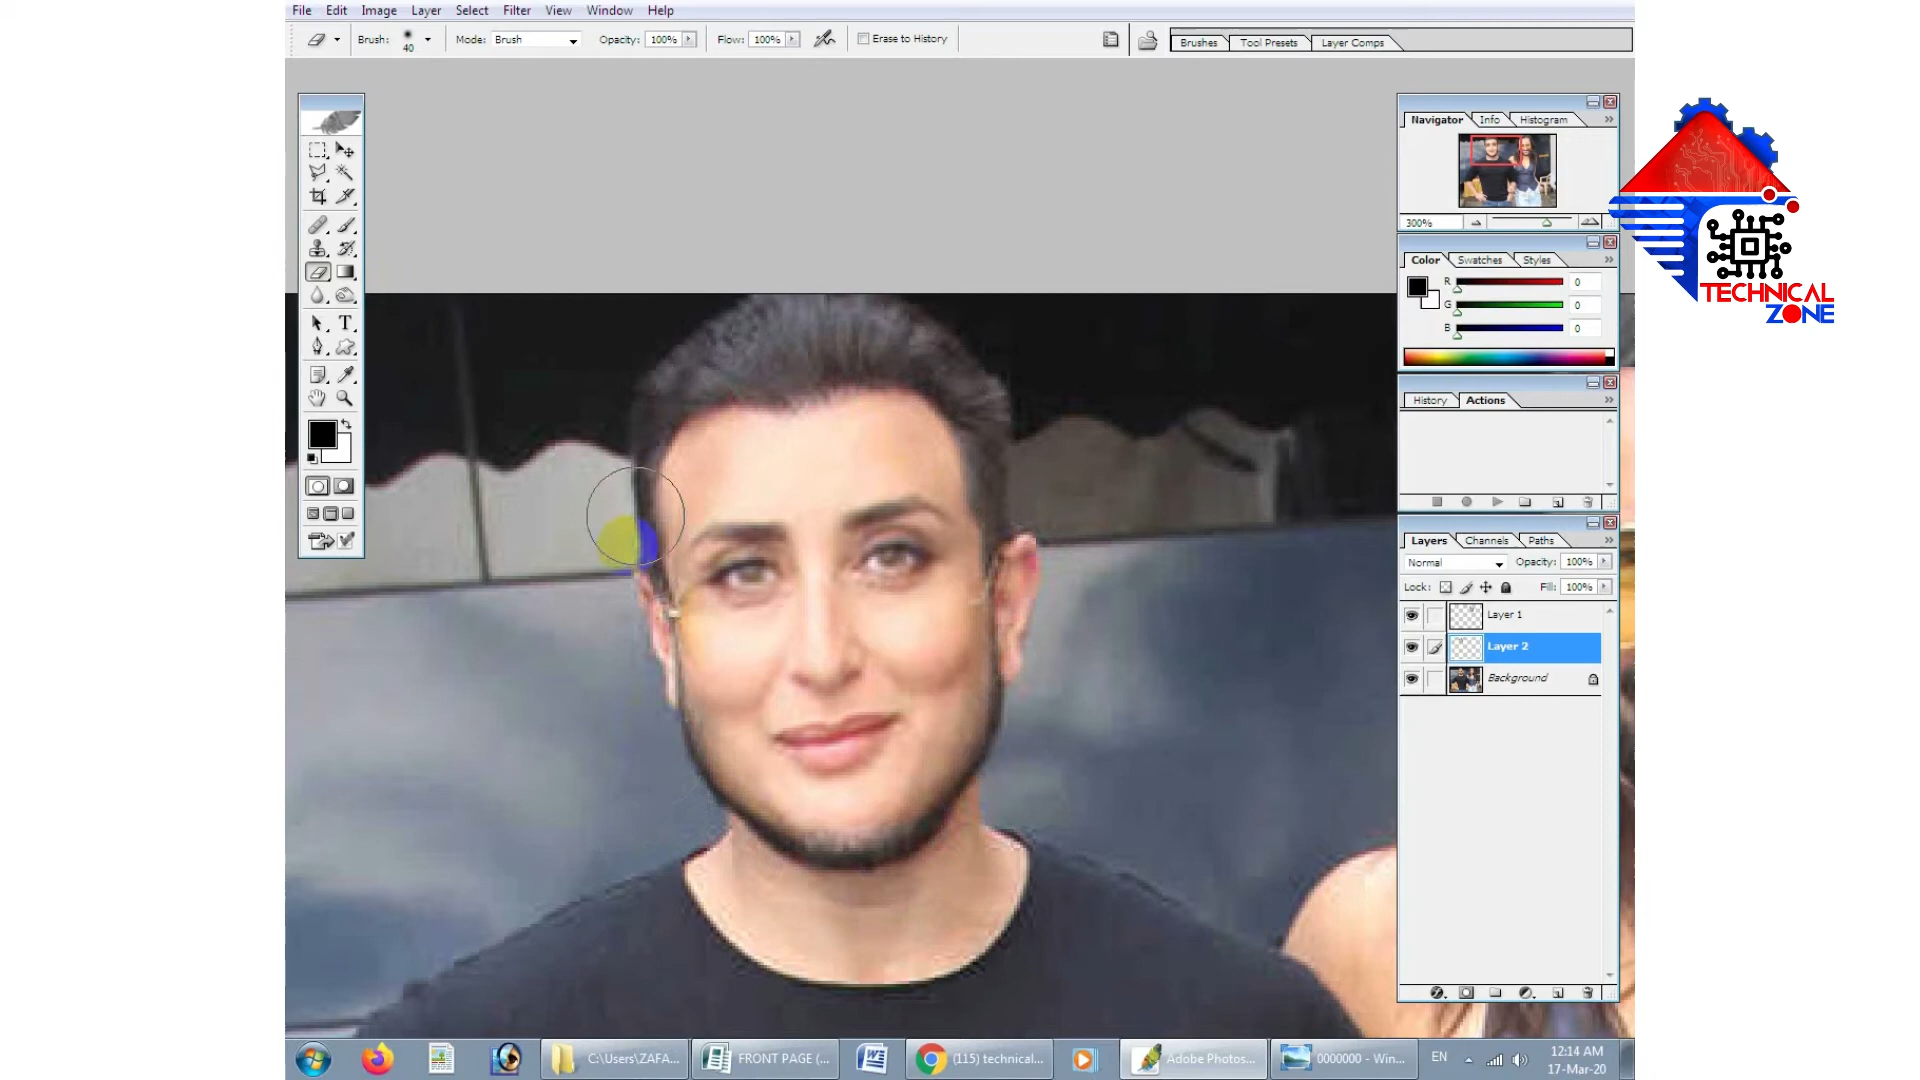 File Edit Image Layer Select Filter View Window Help
Brush: 40 Mode: Brush Opacity: 100% Flow: 100% Erase to History Brushes Tool Presets Layer Comps
Navigator Info Histogram
300%
Color Swatches Styles
R 0
G 0
B 0
TECHNICAL
ZONE
History Actions
Layers Channels Paths
Normal Opacity: 100%
Lock: Fill: 100%
Layer 1
Layer 2
Background
C:\Users\ZAFA... FRONT PAGE (... (115) technical... Adobe Photos... 0000000 - Win... EN 12:14 AM
17-Mar-20